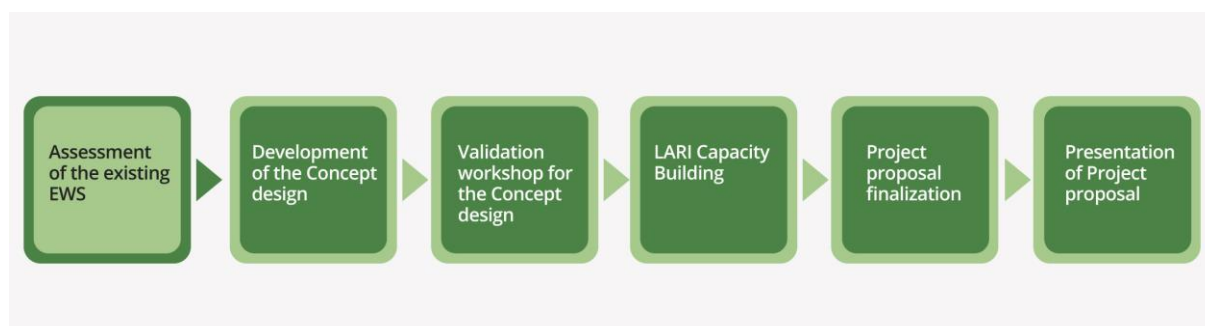 Assessment
of the existing
EWS
Development
of the Concept
design
Validation
workshop for
the Concept
design
LARI Capacity
Building
Project
proposal
finalization
Presentation
of Project
proposal